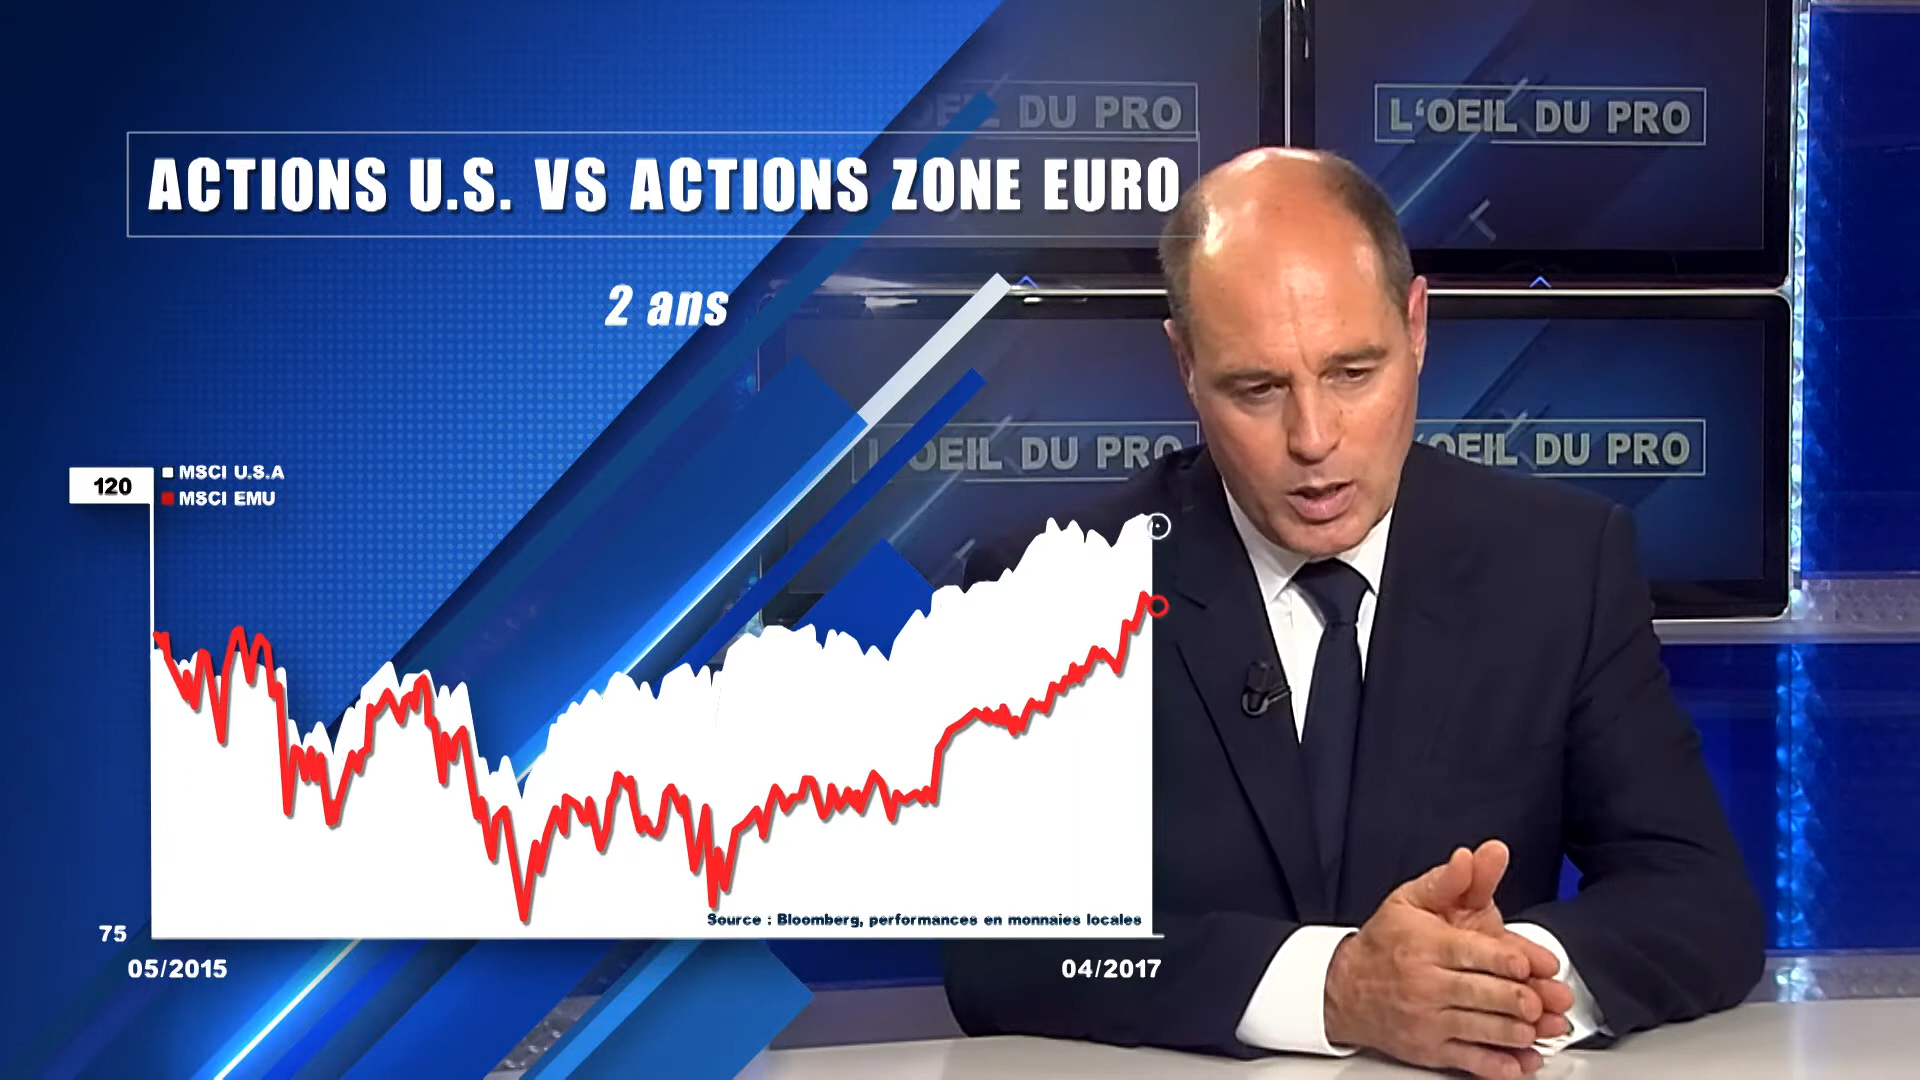 L'OEIL DU PRO
DU PRO
ACTIONS U.S. VS ACTIONS ZONE EURO
2 ans
L'OEIL DU PRO
OEIL DU PRO
120
MSCI U.S.A
MSCI EMU
Source : Bloomberg, performances en monnaies locales
75
05/2015
04/2017